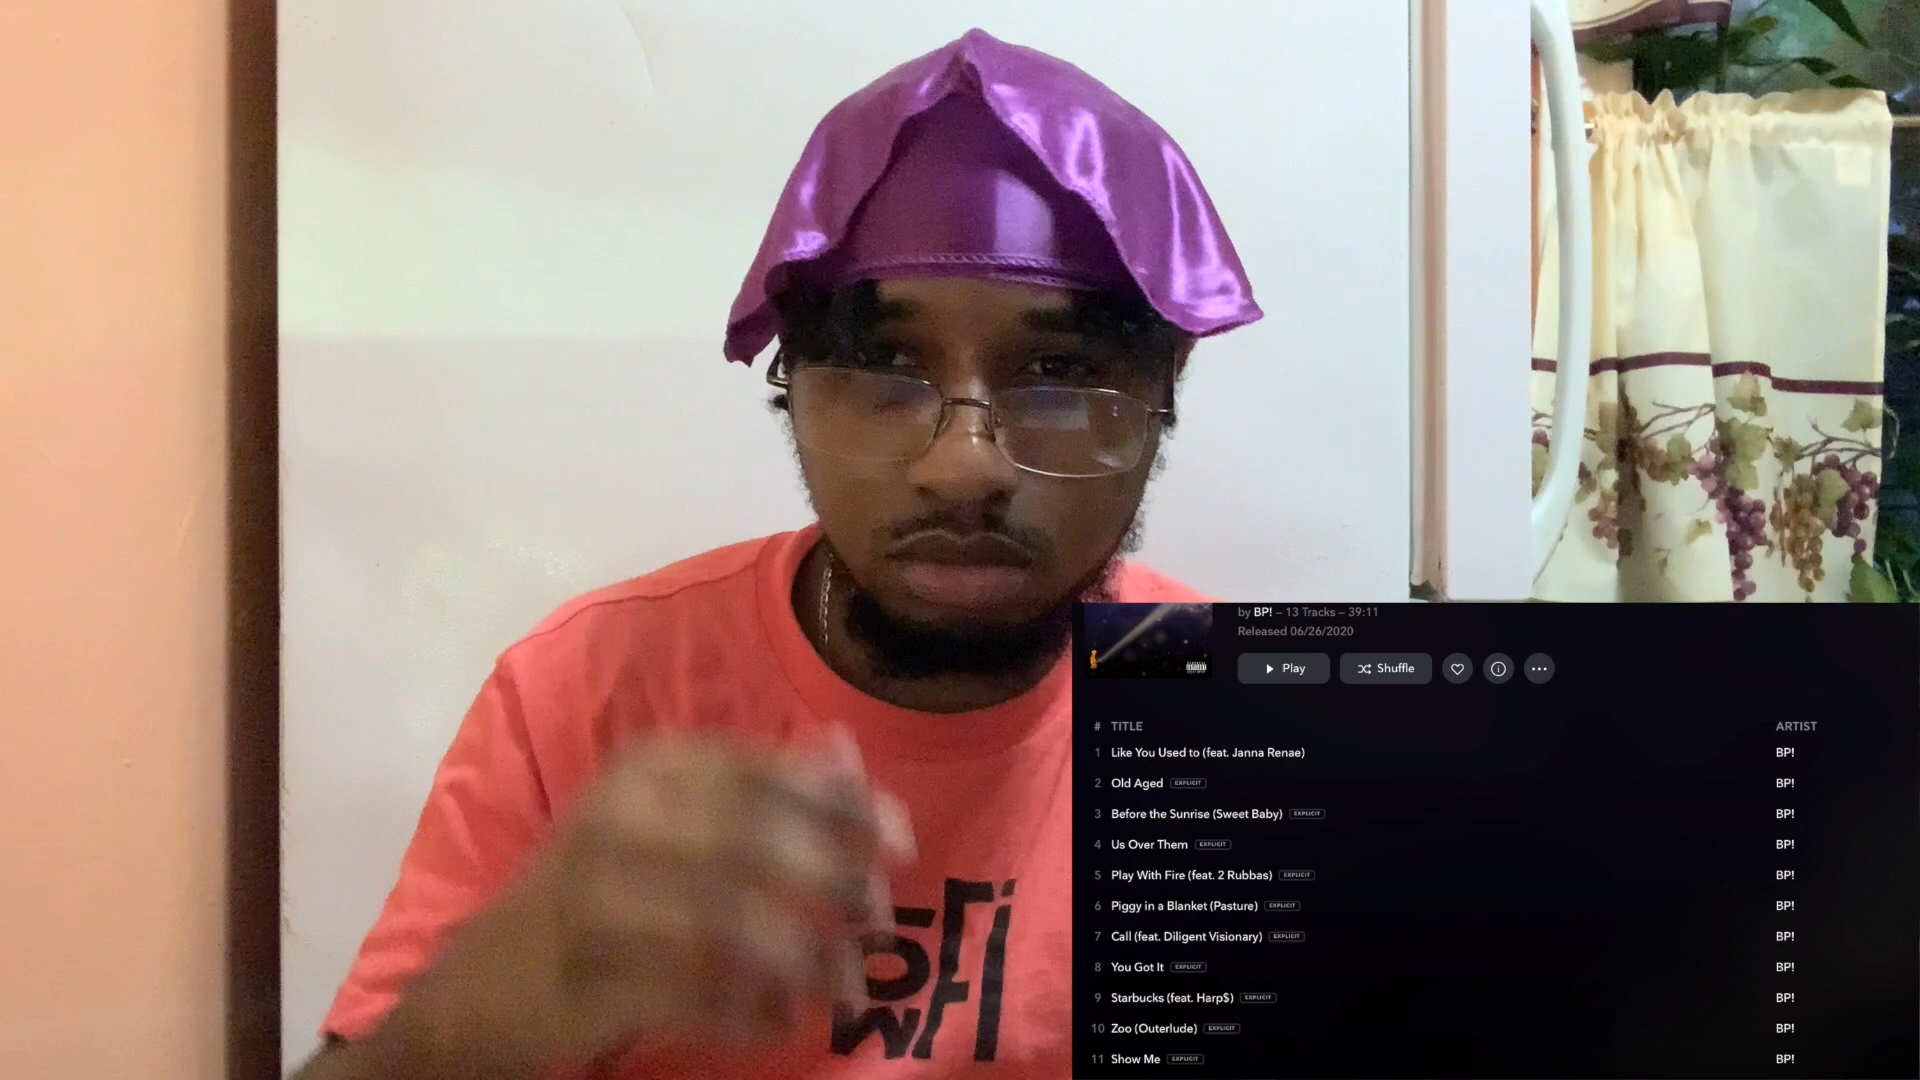 by BP! – 13 Tracks – 39:11
Released 06/26/2020
Play Shuffle
# TITLE ARTIST
1 Like You Used to (feat. Janna Renae) BP!
2 Old Aged EXPLICIT BP!
3 Before the Sunrise (Sweet Baby) EXPLICIT BP!
4 Us Over Them EXPLICIT BP!
5 Play With Fire (feat. 2 Rubbas) EXPLICIT BP!
6 Piggy in a Blanket (Pasture) EXPLICIT BP!
7 Call (feat. Diligent Visionary) EXPLICIT BP!
8 You Got It EXPLICIT BP!
9 Starbucks (feat. Harp$) EXPLICIT BP!
10 Zoo (Outerlude) EXPLICIT BP!
11 Show Me EXPLICIT BP!